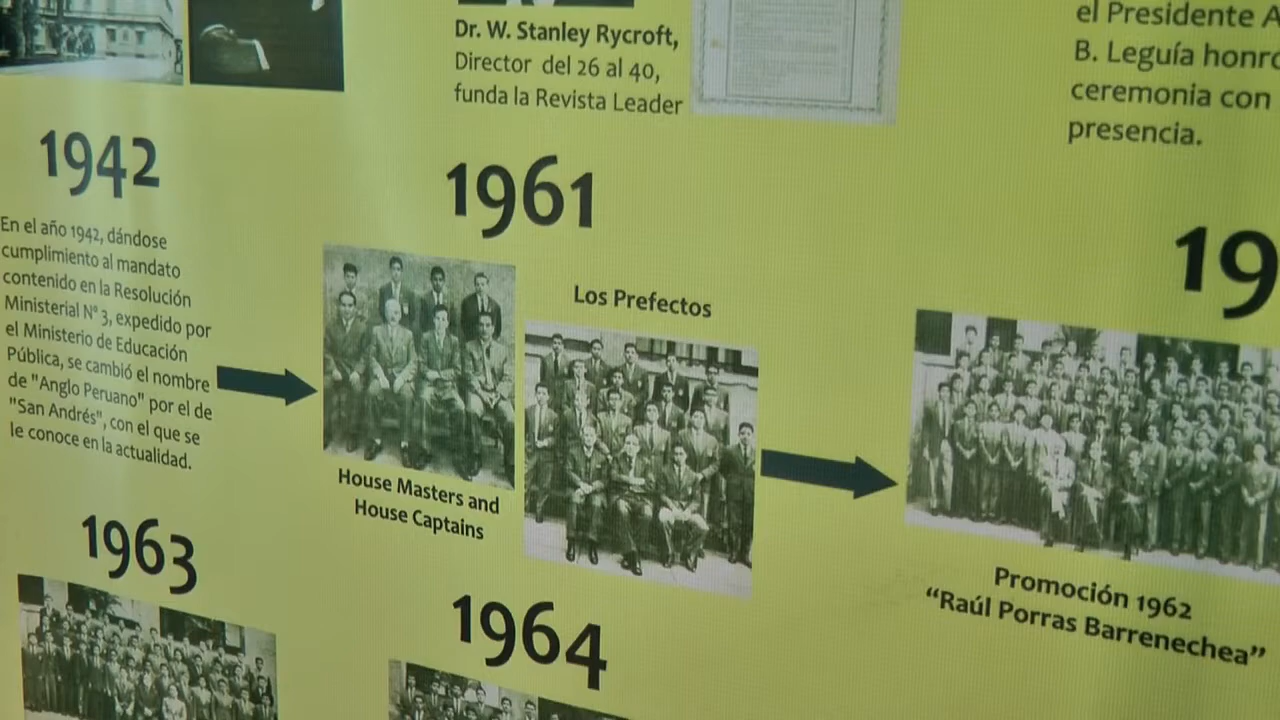 Dr. W. Stanley Rycroft,
Director del 26 al 40,
funda la Revista Leader
el Presidente A
B. Leguía honró
ceremonia con
presencia.
1942
En el año 1942, dándose
cumplimiento al mandato
contenido en la Resolución
Ministerial N° 3, expedido por
el Ministerio de Educación
Pública, se cambió el nombre
de "Anglo Peruano" por el de
"San Andrés", con el que se
le conoce en la actualidad.
1961
House Masters and
House Captains
Los Prefectos
19
Promoción 1962
“Raúl Porras Barrenechea”
1963
1964